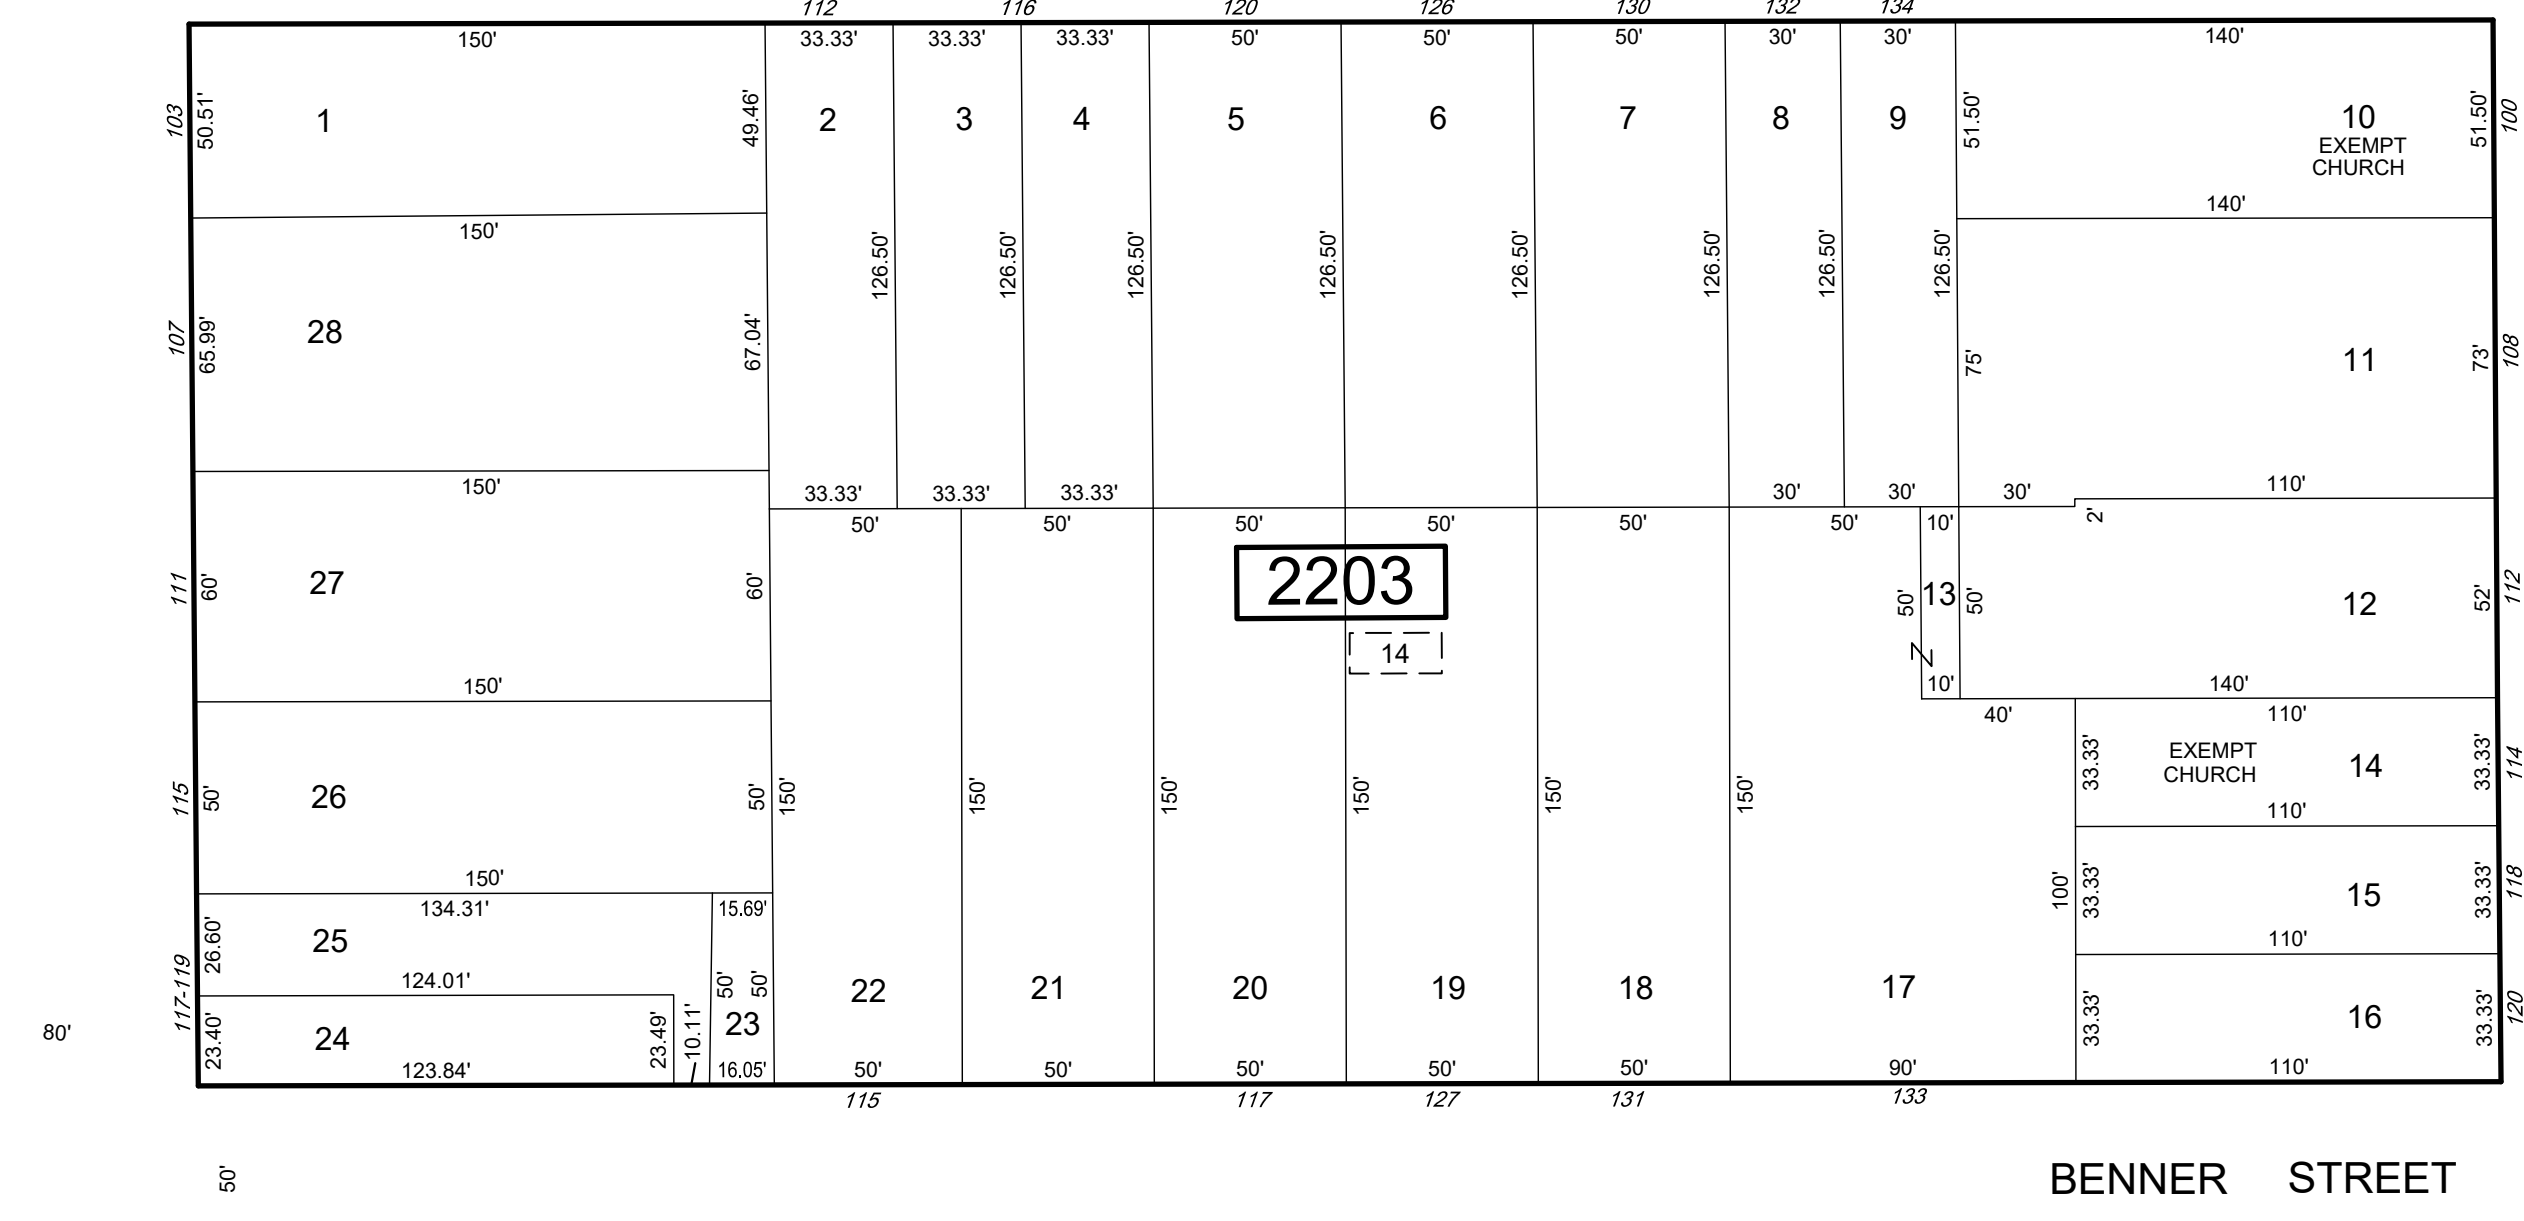 112 116 120 126 130 132 134
150' 33.33' 33.33' 33.33' 50' 50' 50' 30' 30' 140'
103 50.51' 1 49.46' 2 3 4 5 6 7 8 9 51.50' 10 51.50' 100
EXEMPT
CHURCH
140'
150'
126.50' 126.50' 126.50' 126.50' 126.50' 126.50' 126.50' 126.50'
107 65.99' 28 67.04' 75' 11 73' 108
150' 33.33' 33.33' 33.33' 30' 30' 30' 110'
50' 50' 50' 50' 50' 50' 10' 2'
111 60' 27 60' 2203 50' 13 50' 12 52' 112
14
150' 10' 140'
40' 110'
115 50' 26 50' 150' 150' 150' 150' 150' 150' 33.33' EXEMPT 14 33.33' 114
CHURCH
110'
150'
134.31' 15.69' 100' 33.33' 15 33.33' 118
26.60' 25 110'
124.01' 50' 50' 22 21 20 19 18 17
117-119
80' 23.40' 24 23.49' 10.11' 23 33.33' 16 33.33' 120
123.84' 16.05' 50' 50' 50' 50' 50' 90' 110'
115 117 127 131 133
50' BENNER STREET